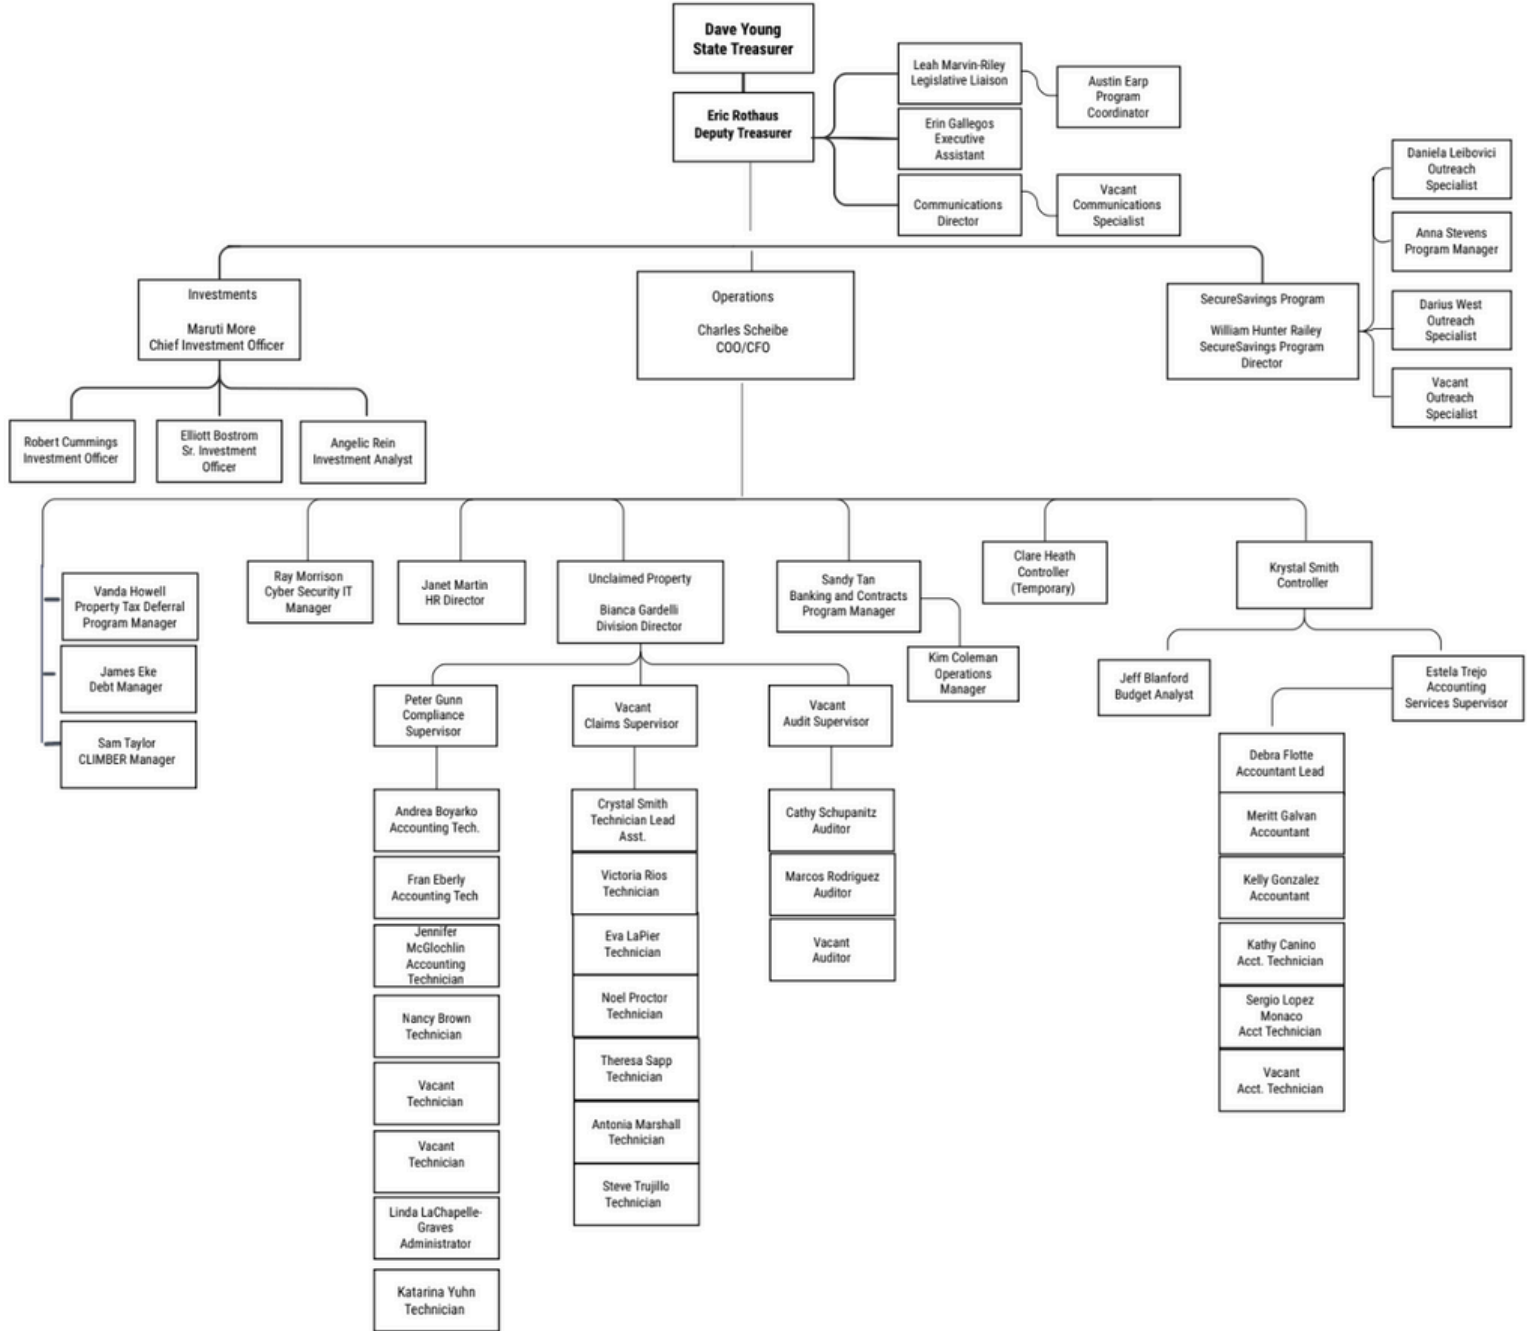 Dave Young
State Treasurer
Eric Rothaus
Deputy Treasurer
Leah Marvin-Riley
Legislative Liaison
Austin Earp
Program
Coordinator
Erin Gallegos
Executive
Assistant
Communications
Director
Vacant
Communications
Specialist
Daniela Leibovici
Outreach
Specialist
Anna Stevens
Program Manager
Darius West
Outreach
Specialist
Vacant
Outreach
Specialist
Investments
Maruti More
Chief Investment Officer
Operations
Charles Scheibe
COO/CFO
SecureSavings Program
William Hunter Railey
SecureSavings Program
Director
Robert Cummings
Investment Officer
Elliott Bostrom
Sr. Investment
Officer
Angelic Rein
Investment Analyst
Vanda Howell
Property Tax Deferral
Program Manager
James Eke
Debt Manager
Sam Taylor
CLIMBER Manager
Ray Morrison
Cyber Security IT
Manager
Janet Martin
HR Director
Unclaimed Property
Bianca Gardelli
Division Director
Sandy Tan
Banking and Contracts
Program Manager
Kim Coleman
Operations
Manager
Clare Heath
Controller
(Temporary)
Krystal Smith
Controller
Jeff Blanford
Budget Analyst
Estela Trejo
Accounting
Services Supervisor
Peter Gunn
Compliance
Supervisor
Vacant
Claims Supervisor
Vacant
Audit Supervisor
Andrea Boyarko
Accounting Tech.
Fran Eberly
Accounting Tech
Jennifer
McGlochlin
Accounting
Technician
Nancy Brown
Technician
Vacant
Technician
Vacant
Technician
Linda LaChapelle-
Graves
Administrator
Katarina Yuhn
Technician
Crystal Smith
Technician Lead
Asst.
Victoria Rios
Technician
Eva LaPier
Technician
Noel Proctor
Technician
Theresa Sapp
Technician
Antonia Marshall
Technician
Steve Trujillo
Technician
Cathy Schupanitz
Auditor
Marcos Rodriguez
Auditor
Vacant
Auditor
Debra Flotte
Accountant Lead
Meritt Galvan
Accountant
Kelly Gonzalez
Accountant
Kathy Canino
Acct. Technician
Sergio Lopez
Monaco
Acct Technician
Vacant
Acct. Technician